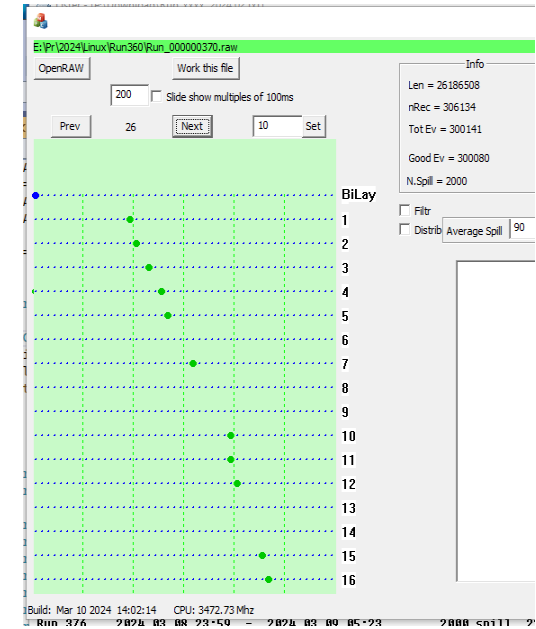 E:\Pr\2024\Linux\Run360\Run_000000370.raw
OpenRAW
Work this file
200
Slide show multiples of 100ms
Prev
26
Next
10
Set
BiLay
1
2
3
4
5
6
7
8
9
10
11
12
13
14
15
16
Info
Len = 26186508
nRec = 306134
Tot Ev = 300141
Good Ev = 300080
N.Spill = 2000
Filtr
Distrib
Average Spill
90
Build: Mar 10 2024 14:02:14 CPU: 3472.73 Mhz
Run 376 2024 03 08 23:59 - 2024 03 09 05:23 2000 spill